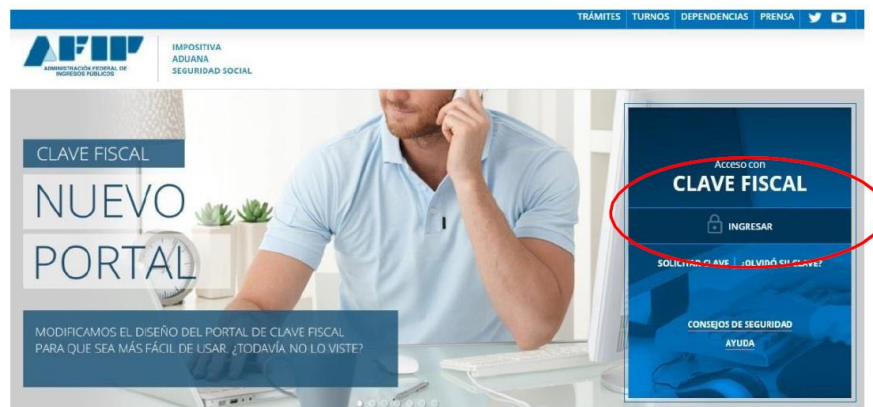 TRÁMITES TURNOS DEPENDENCIAS PRENSA
AFIP
ADMINISTRACIÓN FEDERAL DE
INGRESOS PÚBLICOS
IMPOSITIVA
ADUANA
SEGURIDAD SOCIAL
CLAVE FISCAL
NUEVO
PORTAL
MODIFICAMOS EL DISEÑO DEL PORTAL DE CLAVE FISCAL
PARA QUE SEA MÁS FÁCIL DE USAR. ¿TODAVÍA NO LO VISTE?
Acceso con
CLAVE FISCAL
INGRESAR
SOLICITAR CLAVE | ¿OLVIDÓ SU CLAVE?
CONSEJOS DE SEGURIDAD
AYUDA